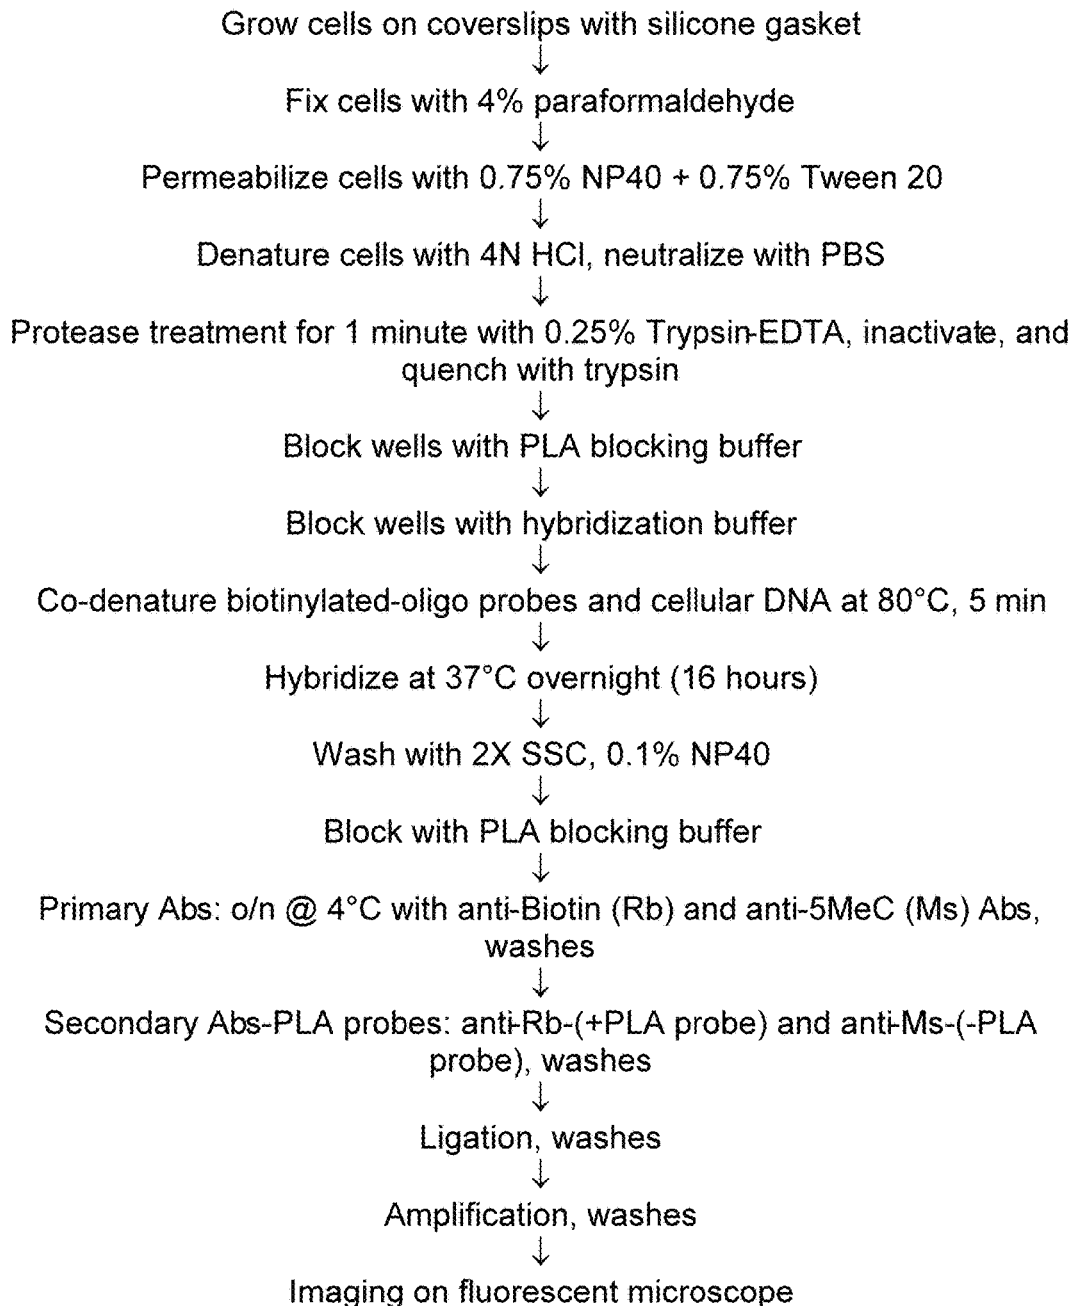 Grow cells on coverslips with silicone gasket
↓
Fix cells with 4% paraformaldehyde
↓
Permeabilize cells with 0.75% NP40 + 0.75% Tween 20
↓
Denature cells with 4N HCl, neutralize with PBS
↓
Protease treatment for 1 minute with 0.25% Trypsin-EDTA, inactivate, and
quench with trypsin
↓
Block wells with PLA blocking buffer
↓
Block wells with hybridization buffer
↓
Co-denature biotinylated-oligo probes and cellular DNA at 80°C, 5 min
↓
Hybridize at 37°C overnight (16 hours)
↓
Wash with 2X SSC, 0.1% NP40
↓
Block with PLA blocking buffer
↓
Primary Abs: o/n @ 4°C with anti-Biotin (Rb) and anti-5MeC (Ms) Abs,
washes
↓
Secondary Abs-PLA probes: anti-Rb-(+PLA probe) and anti-Ms-(-PLA
probe), washes
↓
Ligation, washes
↓
Amplification, washes
↓
Imaging on fluorescent microscope